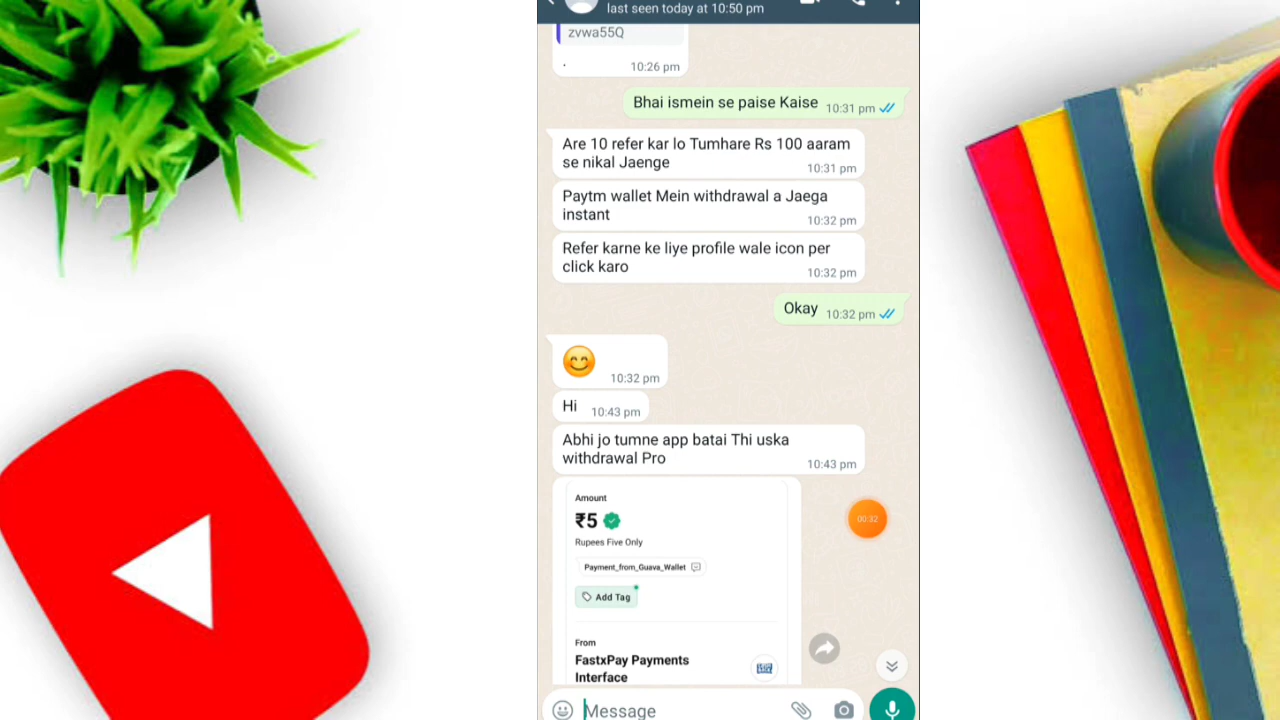 last seen today at 10:50 pm
zvwa55Q
.
10:26 pm
Bhai ismein se paise Kaise
10:31 pm
Are 10 refer kar lo Tumhare Rs 100 aaram
se nikal Jaenge
10:31 pm
Paytm wallet Mein withdrawal a Jaega
instant
10:32 pm
Refer karne ke liye profile wale icon per
click karo
10:32 pm
Okay
10:32 pm
😊
10:32 pm
Hi
10:43 pm
Abhi jo tumne app batai Thi uska
withdrawal Pro
10:43 pm
Amount
₹5
Rupees Five Only
Payment_from_Guava_Wallet
00:32
Add Tag
From
FastxPay Payments
Interface
Message